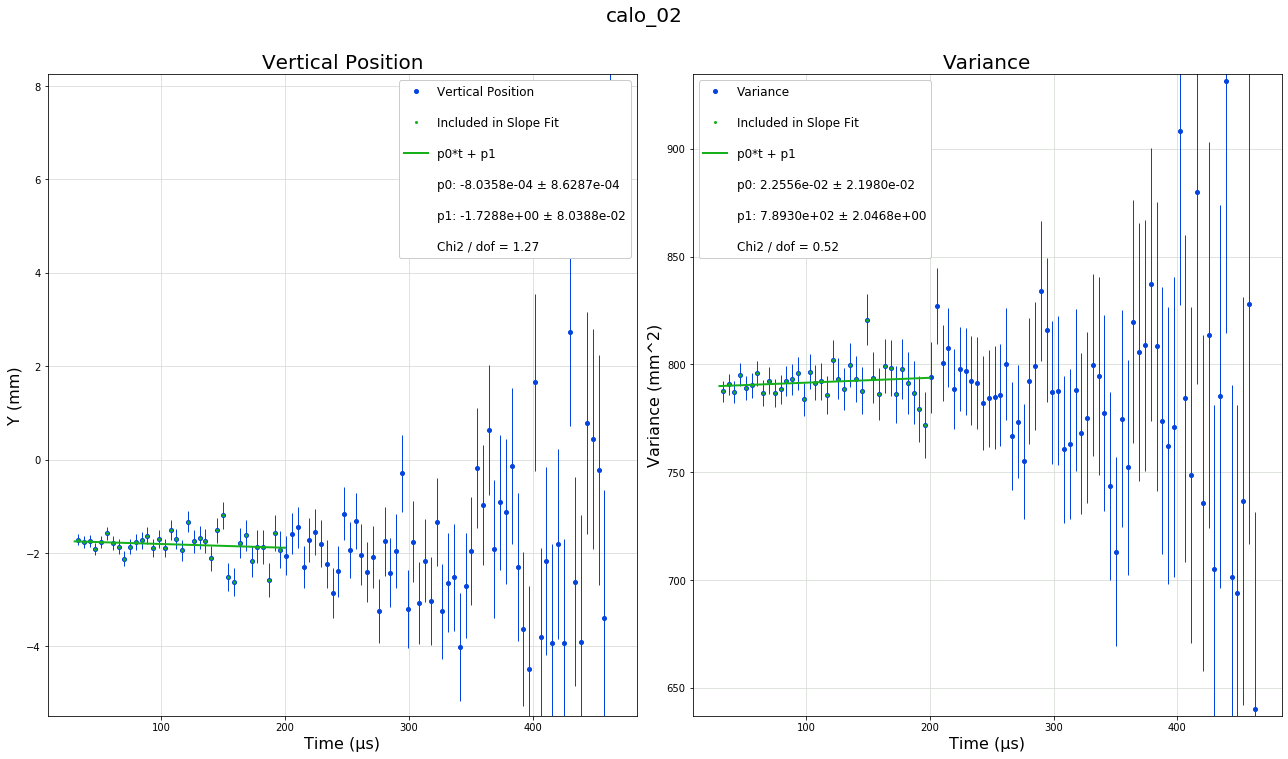 calo_02
Vertical Position
Vertical Position
Included in Slope Fit
p0*t + p1
p0: -8.0358e-04 ± 8.6287e-04
p1: -1.7288e+00 ± 8.0388e-02
Chi2 / dof = 1.27
8
6
4
2
0
−2
−4
Y (mm)
100
200
300
400
Time (μs)
Variance
Variance
Included in Slope Fit
p0*t + p1
p0: 2.2556e-02 ± 2.1980e-02
p1: 7.8930e+02 ± 2.0468e+00
Chi2 / dof = 0.52
900
850
800
750
700
650
Variance (mm^2)
100
200
300
400
Time (μs)